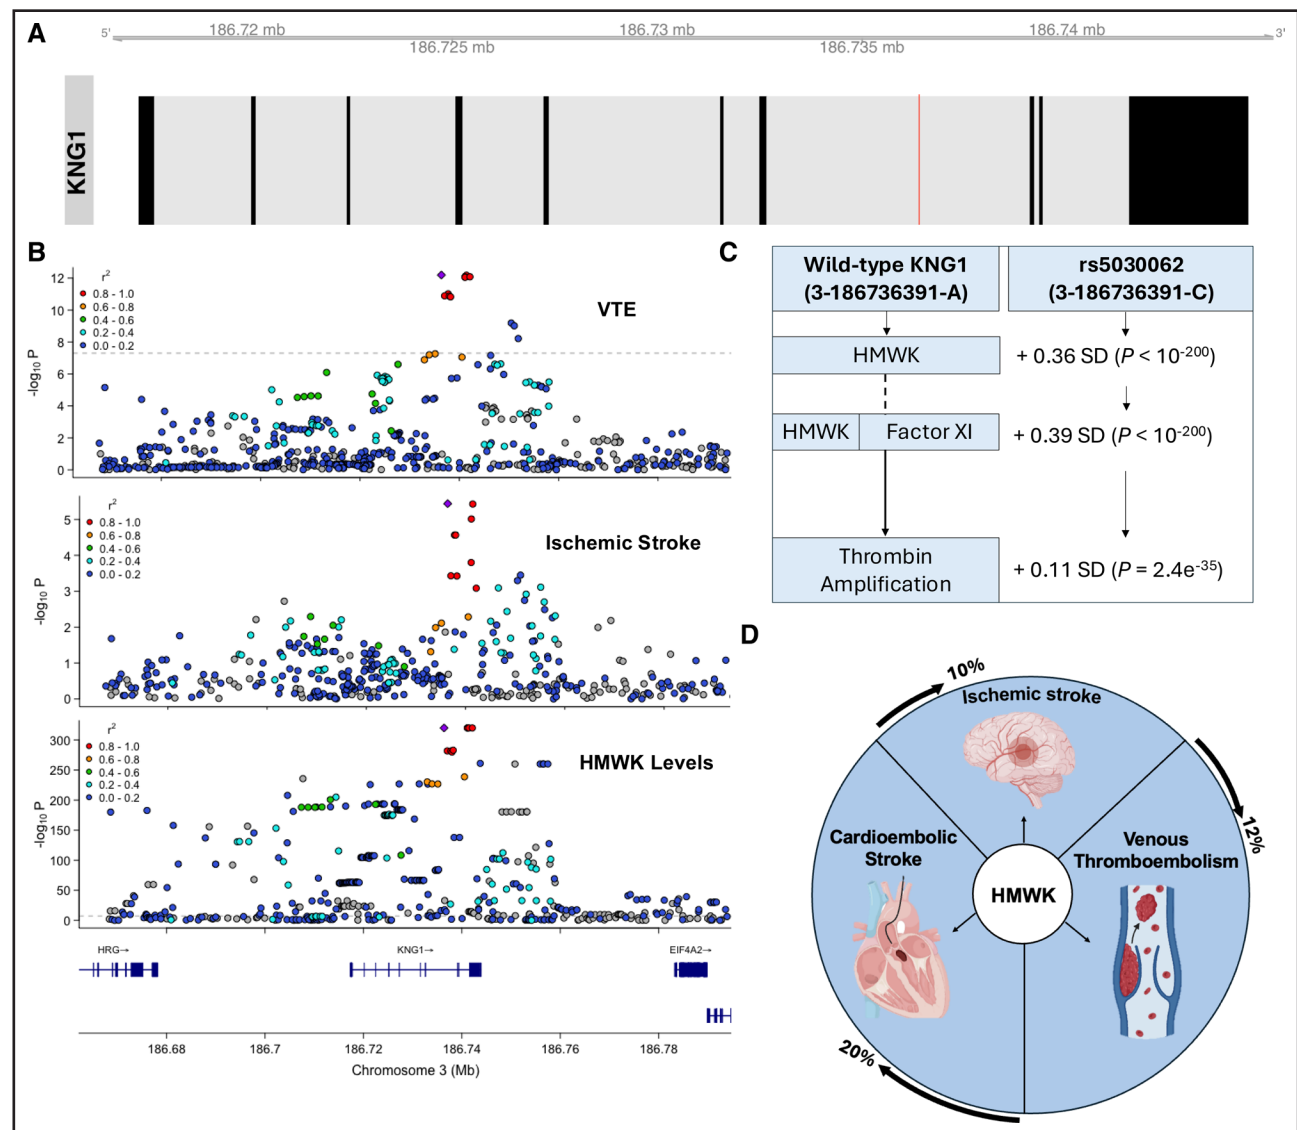 A
5'
186.72 mb
186.73 mb
186.74 mb
3'
186.725 mb
186.735 mb
KNG1
B
r²
0.8 - 1.0
0.6 - 0.8
0.4 - 0.6
0.2 - 0.4
0.0 - 0.2
VTE
12
10
8
6
4
2
0
-log₁₀ P
r²
0.8 - 1.0
0.6 - 0.8
0.4 - 0.6
0.2 - 0.4
0.0 - 0.2
Ischemic Stroke
5
4
3
2
1
0
-log₁₀ P
r²
0.8 - 1.0
0.6 - 0.8
0.4 - 0.6
0.2 - 0.4
0.0 - 0.2
HMWK Levels
300
250
200
150
100
50
0
-log₁₀ P
HRG→
KNG1→
EIF4A2→
186.68
186.7
186.72
186.74
186.76
186.78
Chromosome 3 (Mb)
C
Wild-type KNG1
(3-186736391-A)
rs5030062
(3-186736391-C)
HMWK
+ 0.36 SD (P < 10⁻²⁰⁰)
HMWK
Factor XI
+ 0.39 SD (P < 10⁻²⁰⁰)
Thrombin
Amplification
+ 0.11 SD (P = 2.4e⁻³⁵)
D
10%
Ischemic stroke
12%
Cardioembolic
Stroke
Venous
Thromboembolism
HMWK
20%